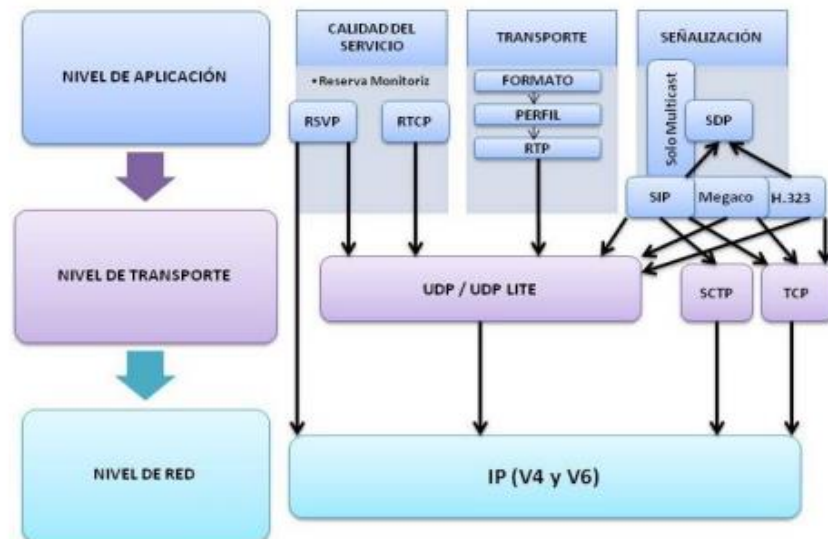 CALIDAD DEL
SERVICIO
TRANSPORTE
SEÑALIZACIÓN
NIVEL DE APLICACIÓN
•Reserva Monitoriz
RSVP
RTCP
FORMATO
PERFIL
RTP
Solo Multicast
SDP
SIP
Megaco
H.323
NIVEL DE TRANSPORTE
UDP / UDP LITE
SCTP
TCP
NIVEL DE RED
IP (V4 y V6)